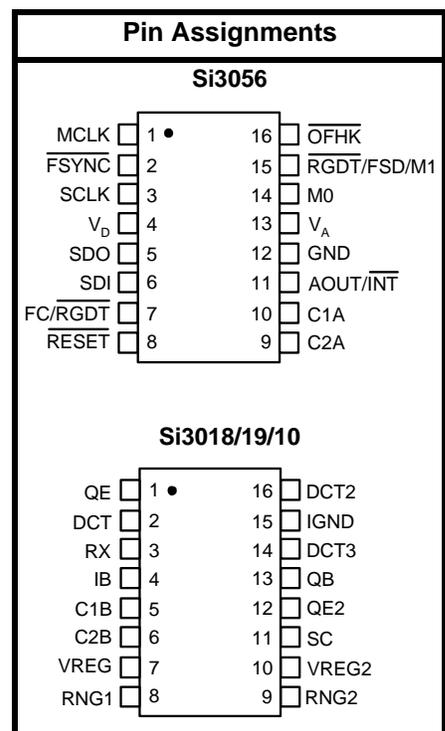 Pin Assignments
Si3056
MCLK 1 16 OFHK
FSYNC 2 15 RGDT/FSD/M1
SCLK 3 14 M0
VD 4 13 VA
SDO 5 12 GND
SDI 6 11 AOUT/INT
FC/RGDT 7 10 C1A
RESET 8 9 C2A
Si3018/19/10
QE 1 16 DCT2
DCT 2 15 IGND
RX 3 14 DCT3
IB 4 13 QB
C1B 5 12 QE2
C2B 6 11 SC
VREG 7 10 VREG2
RNG1 8 9 RNG2